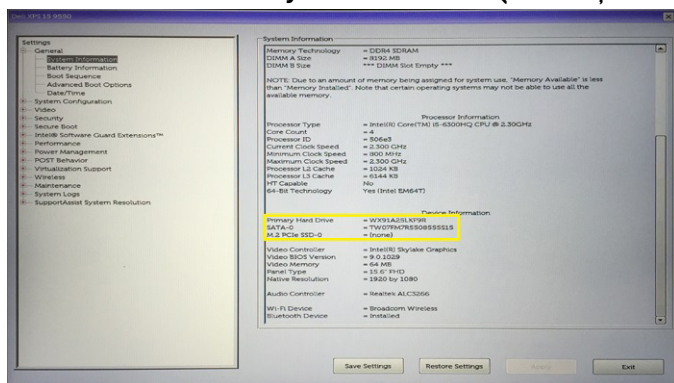 Dell XPS 15 9550
Settings
General
System Information
Battery Information
Boot Sequence
Advanced Boot Options
Date/Time
System Configuration
Video
Security
Secure Boot
Intel® Software Guard Extensions™
Performance
Power Management
POST Behavior
Virtualization Support
Wireless
Maintenance
System Logs
SupportAssist System Resolution
System Information
Memory Technology = DDR4 SDRAM
DIMM A Size = 8192 MB
DIMM B Size *** DIMM Slot Empty ***
NOTE: Due to an amount of memory being assigned for system use, "Memory Available" is less
than "Memory Installed". Note that certain operating systems may not be able to use all the
available memory.
Processor Information
Processor Type = Intel(R) Core(TM) i5-6300HQ CPU @ 2.30GHz
Core Count = 4
Processor ID = 506e3
Current Clock Speed = 2.300 GHz
Minimum Clock Speed = 800 MHz
Maximum Clock Speed = 2.300 GHz
Processor L2 Cache = 1024 KB
Processor L3 Cache = 6144 KB
HT Capable No
64-Bit Technology Yes (Intel EM64T)
Device Information
Primary Hard Drive
SATA-0
M.2 PCIe SSD-0 = (none)
Video Controller = Intel(R) Skylake Graphics
Video BIOS Version = 9.0.1029
Video Memory = 64 MB
Panel Type = 15.6" FHD
Native Resolution = 1920 by 1080
Audio Controller = Realtek ALC3266
Wi-Fi Device = Broadcom Wireless
Bluetooth Device = Installed
Save Settings
Restore Settings
Apply
Exit